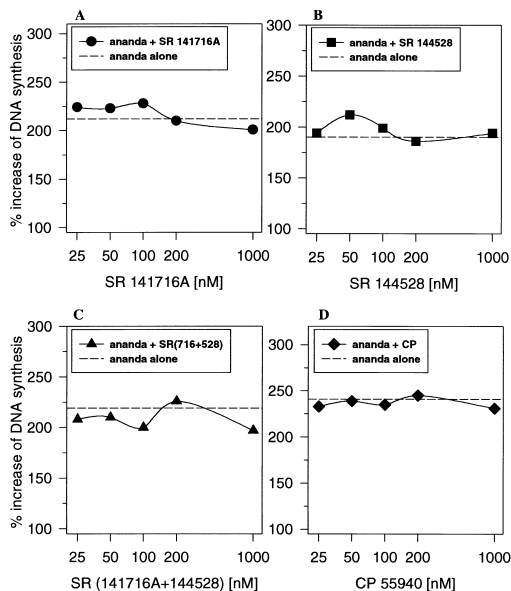 A
% increase of DNA synthesis
300
250
200
150
100
ananda + SR 141716A
ananda alone
25 50 100 200 1000
SR 141716A [nM]
B
300
250
200
150
100
ananda + SR 144528
ananda alone
25 50 100 200 1000
SR 144528 [nM]
C
% increase of DNA synthesis
300
250
200
150
100
ananda + SR(716+528)
ananda alone
25 50 100 200 1000
SR (141716A+144528) [nM]
D
300
250
200
150
100
ananda + CP
ananda alone
25 50 100 200 1000
CP 55940 [nM]